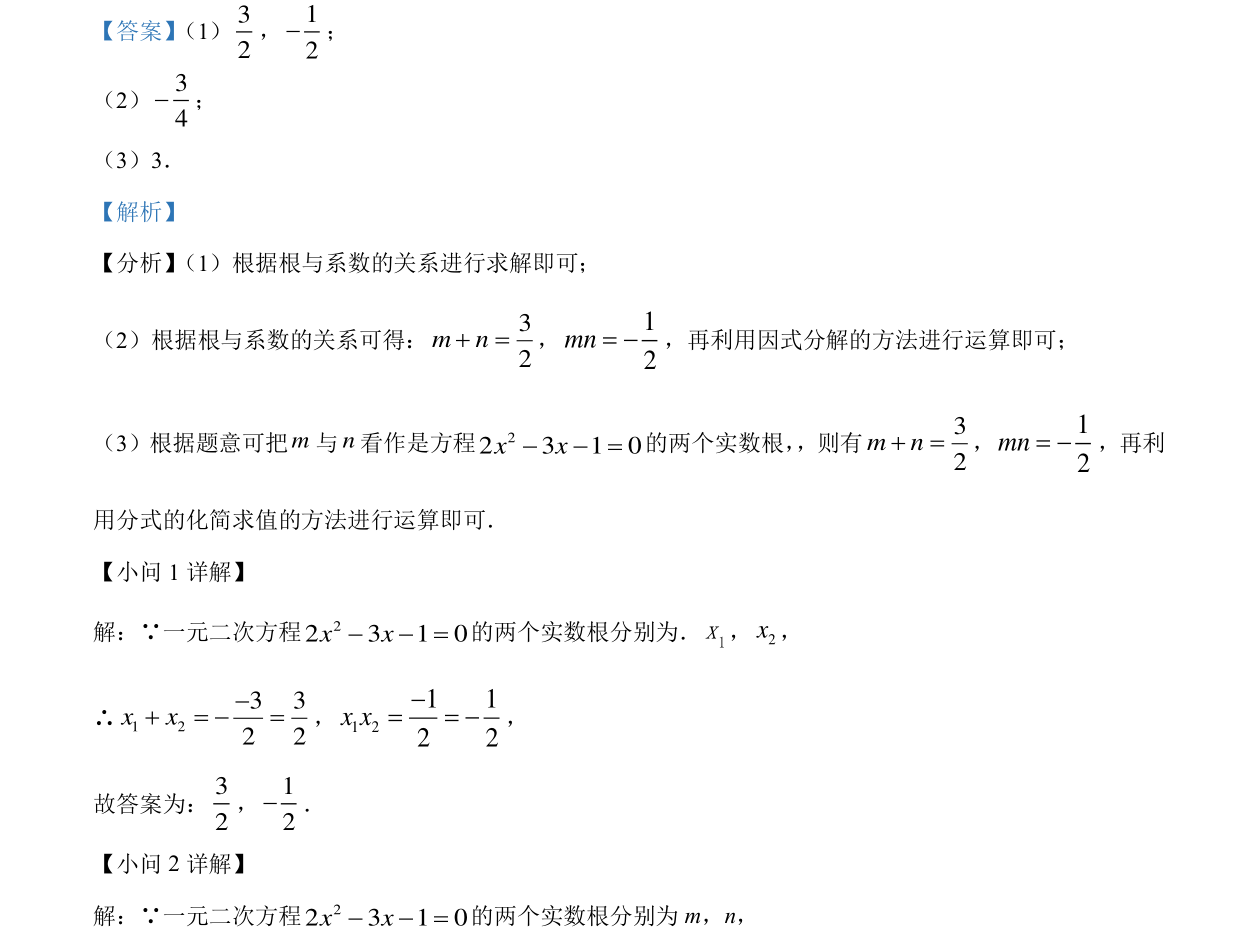 【答案】（1）3/2，−1/2；
（2）−3/4；
（3）3．
【解析】
【分析】（1）根据根与系数的关系进行求解即可；
（2）根据根与系数的关系可得：m+n=3/2，mn=−1/2，再利用因式分解的方法进行运算即可；
（3）根据题意可把m与n看作是方程2x²−3x−1=0的两个实数根，，则有m+n=3/2，mn=−1/2，再利
用分式的化简求值的方法进行运算即可．
【小问 1 详解】
解：∵一元二次方程2x²−3x−1=0的两个实数根分别为．x₁，x₂，
∴x₁+x₂=−(−3)/2=3/2，x₁x₂=(−1)/2=−1/2，
故答案为：3/2，−1/2．
【小问 2 详解】
解：∵一元二次方程2x²−3x−1=0的两个实数根分别为 m，n，